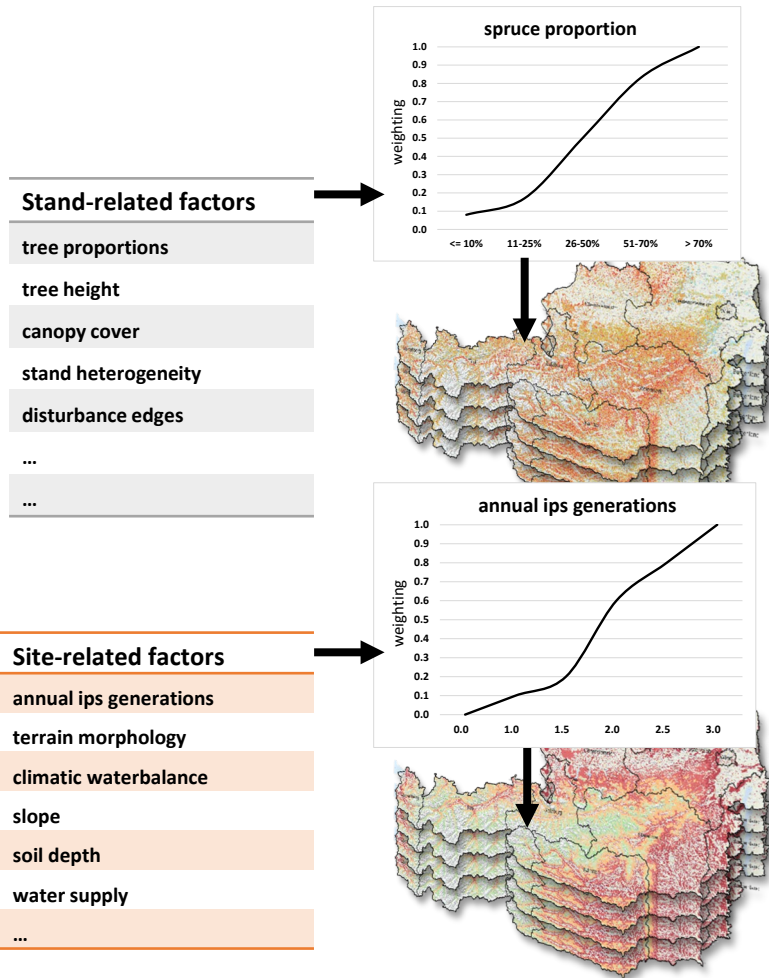 spruce proportion
1.0
0.9
0.8
0.7
0.6
0.5
0.4
0.3
0.2
0.1
0.0
weighting
<= 10% 11-25% 26-50% 51-70% > 70%
Stand-related factors
tree proportions
tree height
canopy cover
stand heterogeneity
disturbance edges
...
...
annual ips generations
1.0
0.9
0.8
0.7
0.6
0.5
0.4
0.3
0.2
0.1
0.0
weighting
0.0 1.0 1.5 2.0 2.5 3.0
Site-related factors
annual ips generations
terrain morphology
climatic waterbalance
slope
soil depth
water supply
...